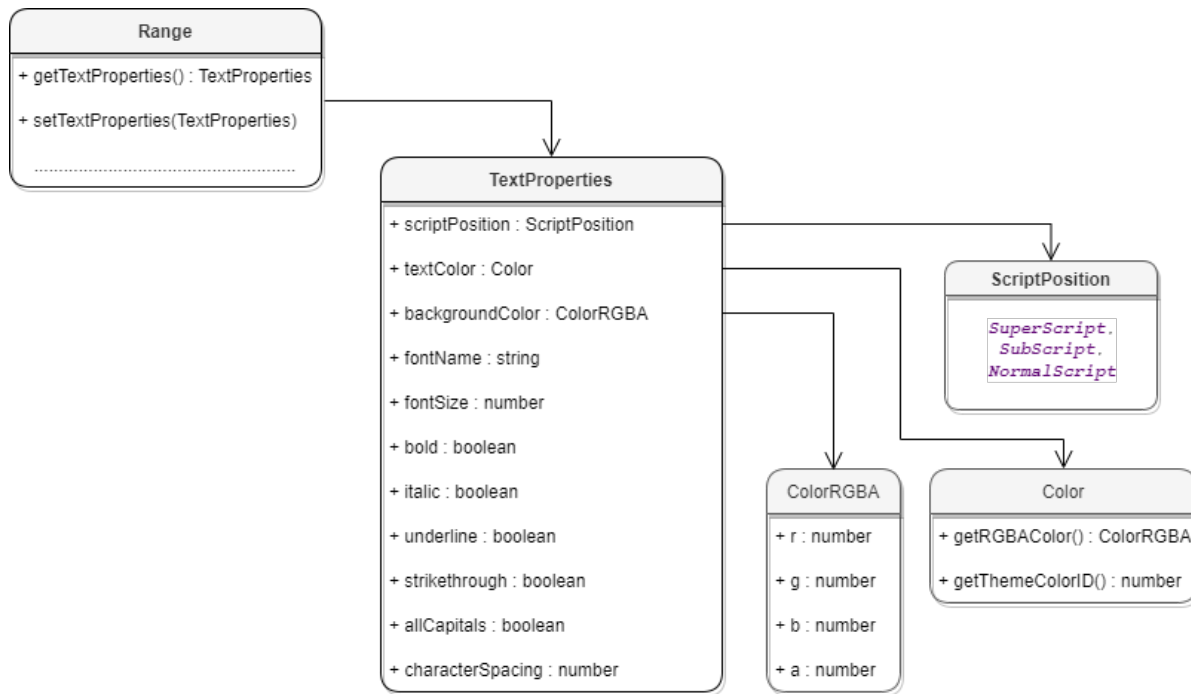 Range
+ getTextProperties() : TextProperties
+ setTextProperties(TextProperties)
.....................................................
TextProperties
+ scriptPosition : ScriptPosition
+ textColor : Color
+ backgroundColor : ColorRGBA
+ fontName : string
+ fontSize : number
+ bold : boolean
+ italic : boolean
+ underline : boolean
+ strikethrough : boolean
+ allCapitals : boolean
+ characterSpacing : number
ScriptPosition
SuperScript,
SubScript,
NormalScript
ColorRGBA
+ r : number
+ g : number
+ b : number
+ a : number
Color
+ getRGBAColor() : ColorRGBA
+ getThemeColorID() : number